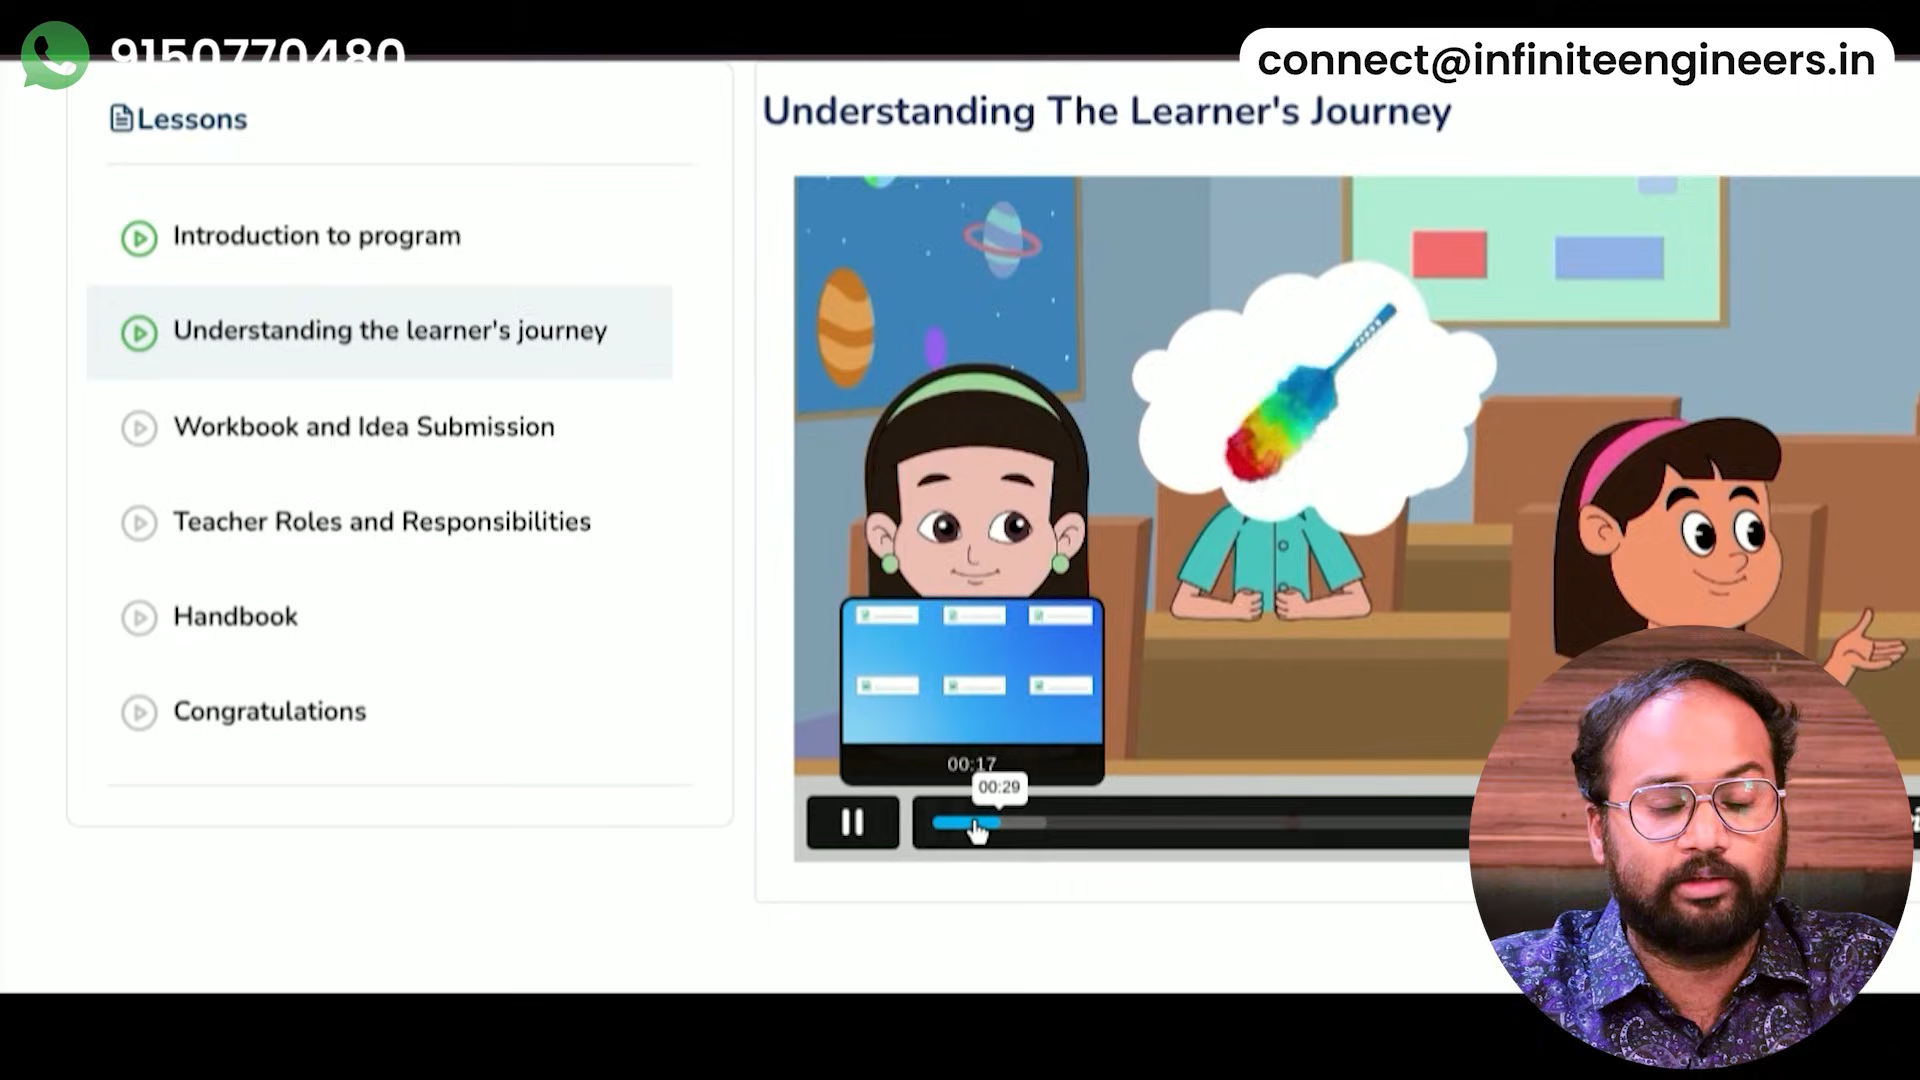 9150770480
connect@infiniteengineers.in
Lessons
Introduction to program
Understanding the learner's journey
Workbook and Idea Submission
Teacher Roles and Responsibilities
Handbook
Congratulations
Understanding The Learner's Journey
00:17
00:29